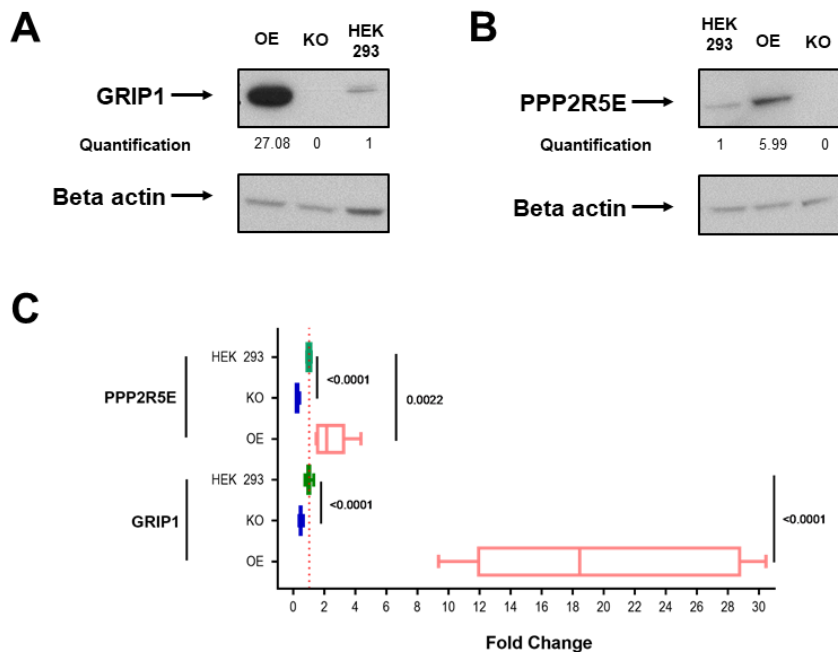 A
OE KO HEK 293
GRIP1
Quantification 27.08 0 1
Beta actin
B
HEK 293 OE KO
PPP2R5E
Quantification 1 5.99 0
Beta actin
C
PPP2R5E
HEK 293
KO
OE
<0.0001
0.0022
GRIP1
HEK 293
KO
OE
<0.0001
<0.0001
0 2 4 6 8 10 12 14 16 18 20 22 24 26 28 30
Fold Change